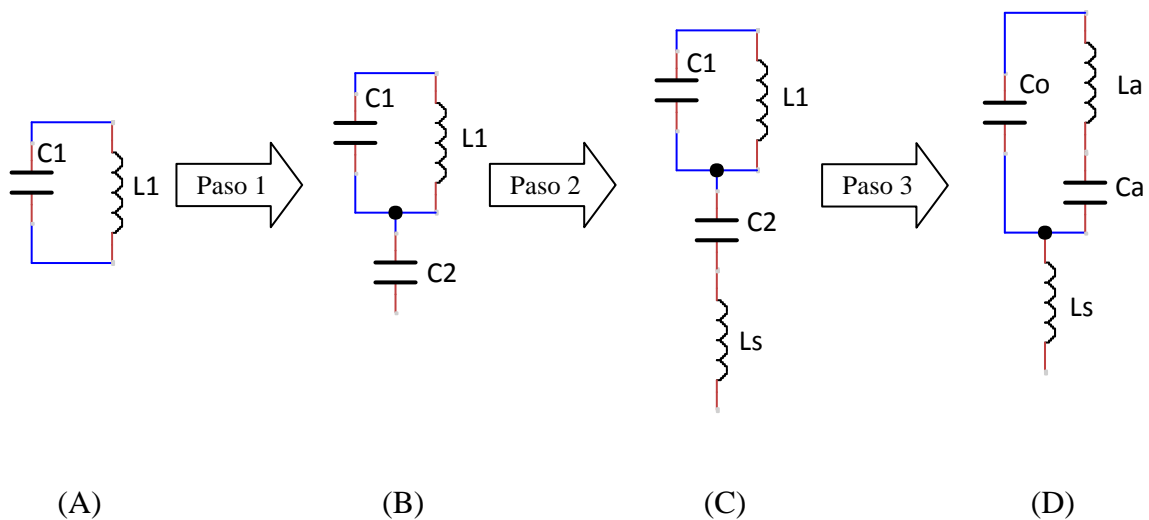 C1
L1
Paso 1
C1
L1
C2
Paso 2
C1
L1
C2
Ls
Paso 3
Co
La
Ca
Ls
(A)
(B)
(C)
(D)